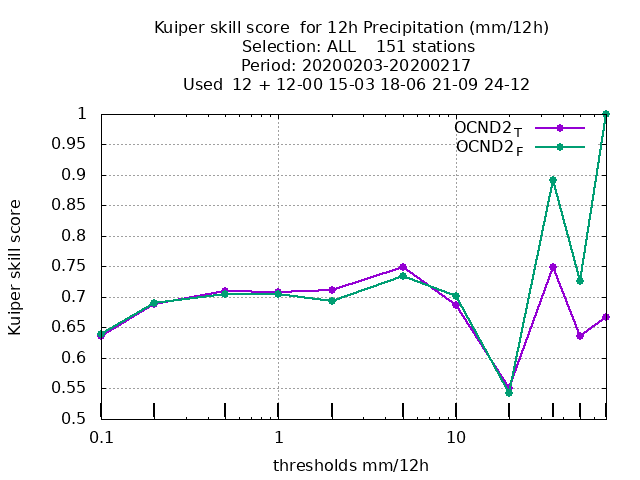 Kuiper skill score  for 12h Precipitation (mm/12h)
Selection: ALL    151 stations
Period: 20200203-20200217
Used  12 + 12-00 15-03 18-06 21-09 24-12
OCND2_T
OCND2_F
Kuiper skill score
1
0.95
0.9
0.85
0.8
0.75
0.7
0.65
0.6
0.55
0.5
0.1 1 10
thresholds mm/12h